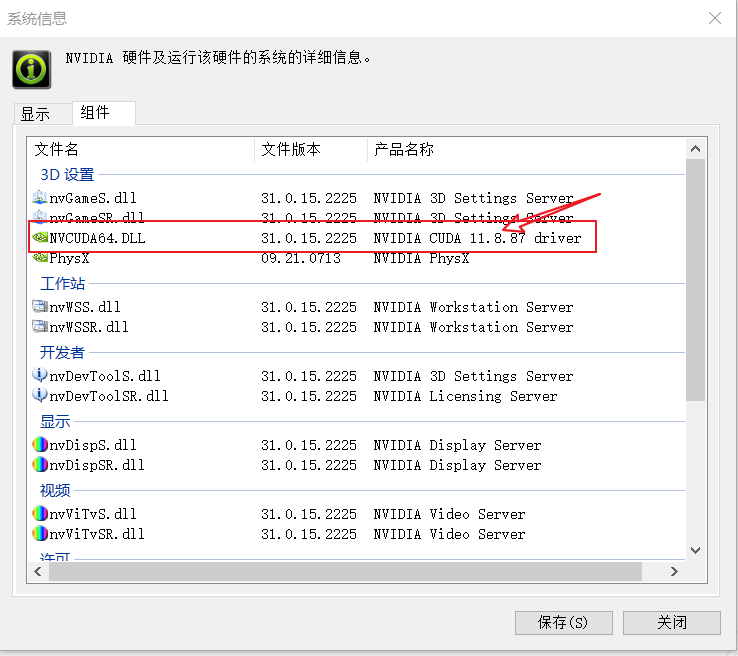 系统信息
NVIDIA 硬件及运行该硬件的系统的详细信息。
显示 组件
文件名 文件版本 产品名称
3D 设置
nvGameS.dll 31.0.15.2225 NVIDIA 3D Settings Server
nvGameSR.dll 31.0.15.2225 NVIDIA 3D Settings Server
NVCUDA64.DLL 31.0.15.2225 NVIDIA CUDA 11.8.87 driver
PhysX 09.21.0713 NVIDIA PhysX
工作站
nvWSS.dll 31.0.15.2225 NVIDIA Workstation Server
nvWSSR.dll 31.0.15.2225 NVIDIA Workstation Server
开发者
nvDevToolS.dll 31.0.15.2225 NVIDIA 3D Settings Server
nvDevToolSR.dll 31.0.15.2225 NVIDIA Licensing Server
显示
nvDispS.dll 31.0.15.2225 NVIDIA Display Server
nvDispSR.dll 31.0.15.2225 NVIDIA Display Server
视频
nvViTvS.dll 31.0.15.2225 NVIDIA Video Server
nvViTvSR.dll 31.0.15.2225 NVIDIA Video Server
许可
保存(S) 关闭